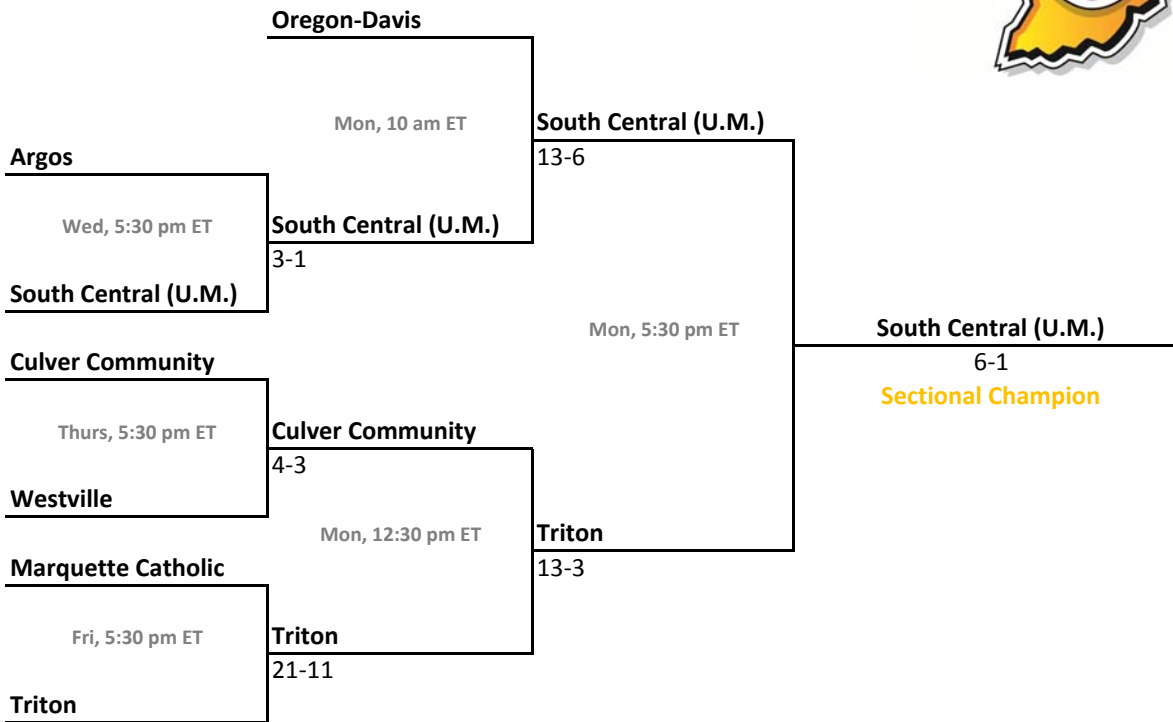 Oregon-Davis
Mon, 10 am ET
South Central (U.M.)
13-6
Argos
Wed, 5:30 pm ET
South Central (U.M.)
3-1
South Central (U.M.)
Mon, 5:30 pm ET
South Central (U.M.)
6-1
Sectional Champion
Culver Community
Thurs, 5:30 pm ET
Culver Community
4-3
Westville
Mon, 12:30 pm ET
Triton
13-3
Marquette Catholic
Fri, 5:30 pm ET
Triton
21-11
Triton